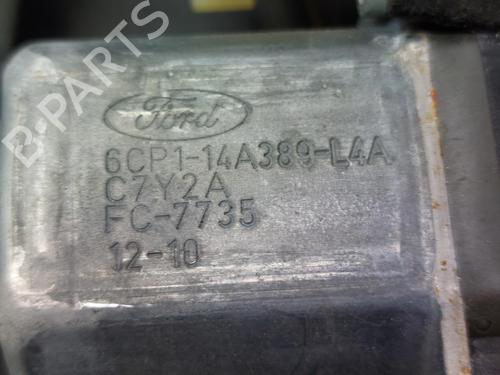 B-PARTS
Ford
6CP1-14A389-L4A
C7Y2A
FC-7735
12-10